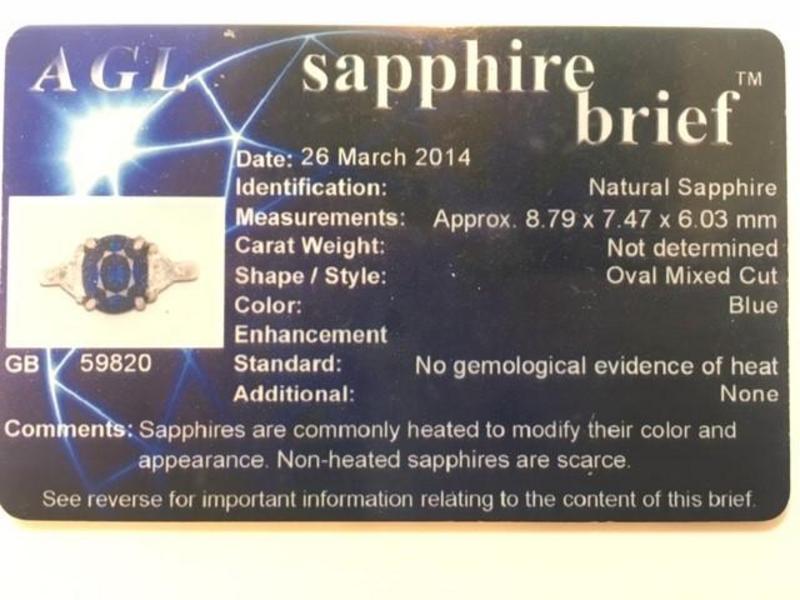 AGL sapphire brief™
Date: 26 March 2014
Identification: Natural Sapphire
Measurements: Approx. 8.79 x 7.47 x 6.03 mm
Carat Weight: Not determined
Shape / Style: Oval Mixed Cut
Color: Blue
Enhancement
Standard: No gemological evidence of heat
Additional: None
GB 59820
Comments: Sapphires are commonly heated to modify their color and
appearance. Non-heated sapphires are scarce.
See reverse for important information relating to the content of this brief.